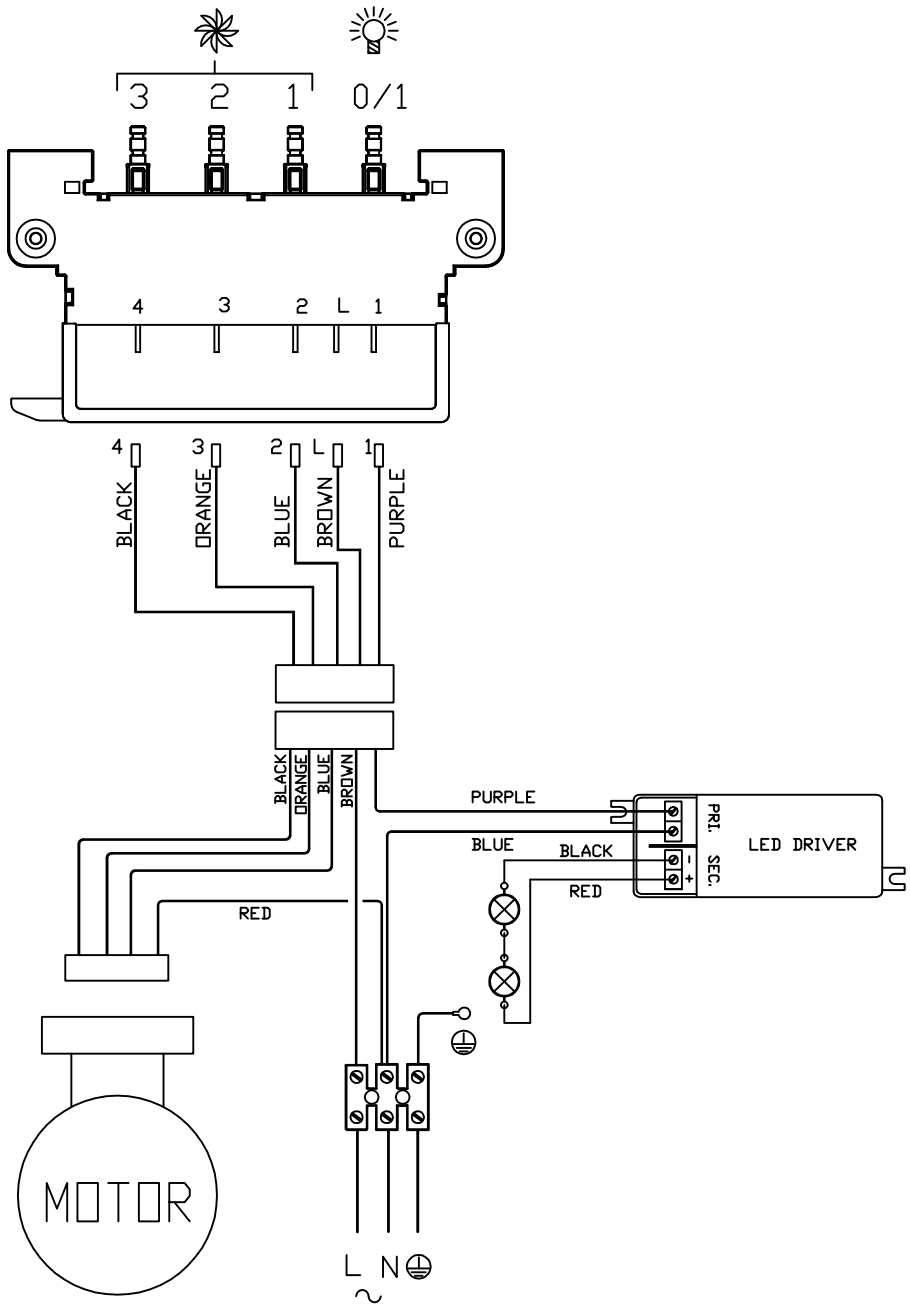 3 2 1 0/1
4 3 2 L 1
4 3 2 L 1
BLACK ORANGE BLUE BROWN PURPLE
BLACK ORANGE BLUE BROWN
PURPLE
BLUE
BLACK
RED
PRI.
SEC.
- +
LED DRIVER
RED
MOTOR
L N
~